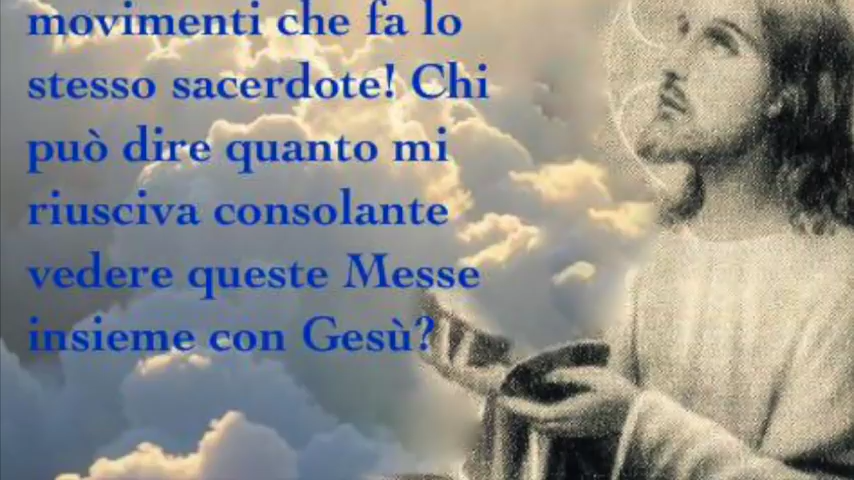 movimenti che fa lo
stesso sacerdote! Chi
può dire quanto mi
riusciva consolante
vedere queste Messe
insieme con Gesù?